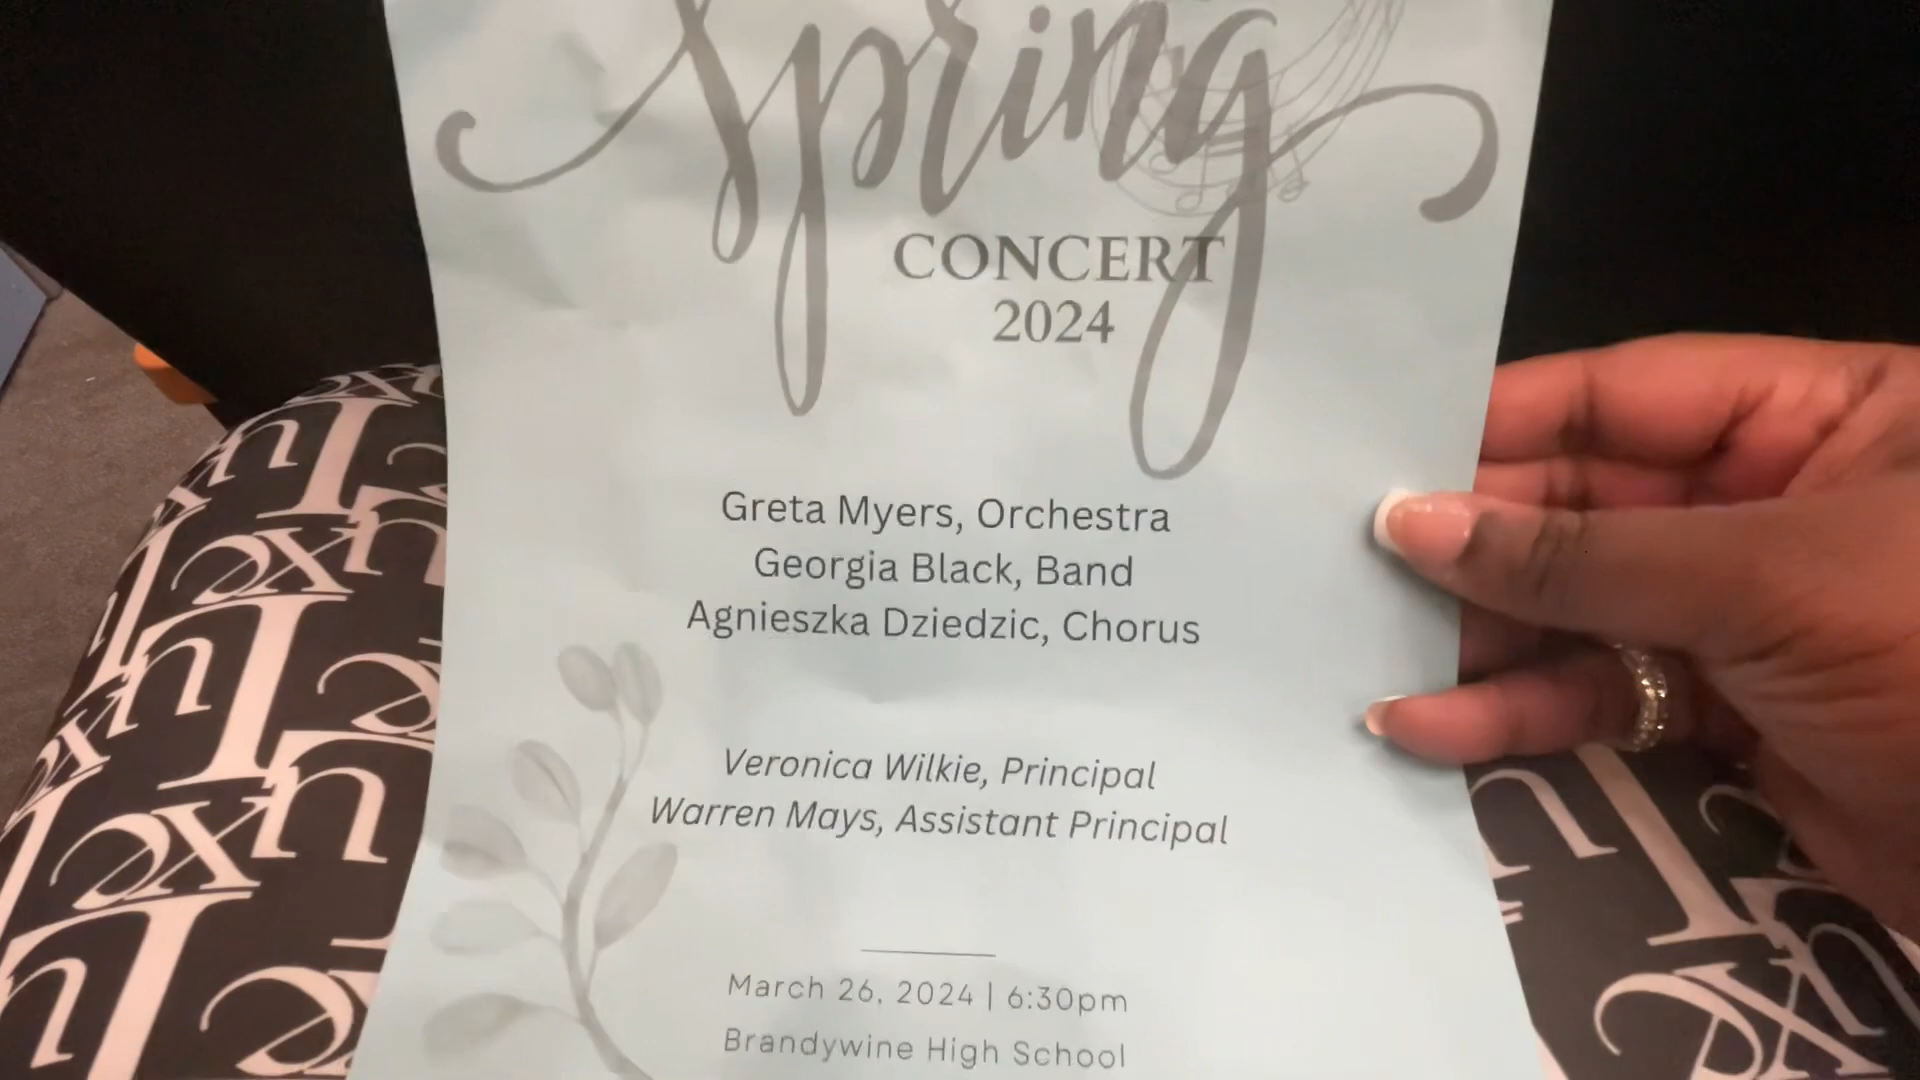 Spring
CONCERT
2024
Greta Myers, Orchestra
Georgia Black, Band
Agnieszka Dziedzic, Chorus
Veronica Wilkie, Principal
Warren Mays, Assistant Principal
March 26, 2024 | 6:30pm
Brandywine High School